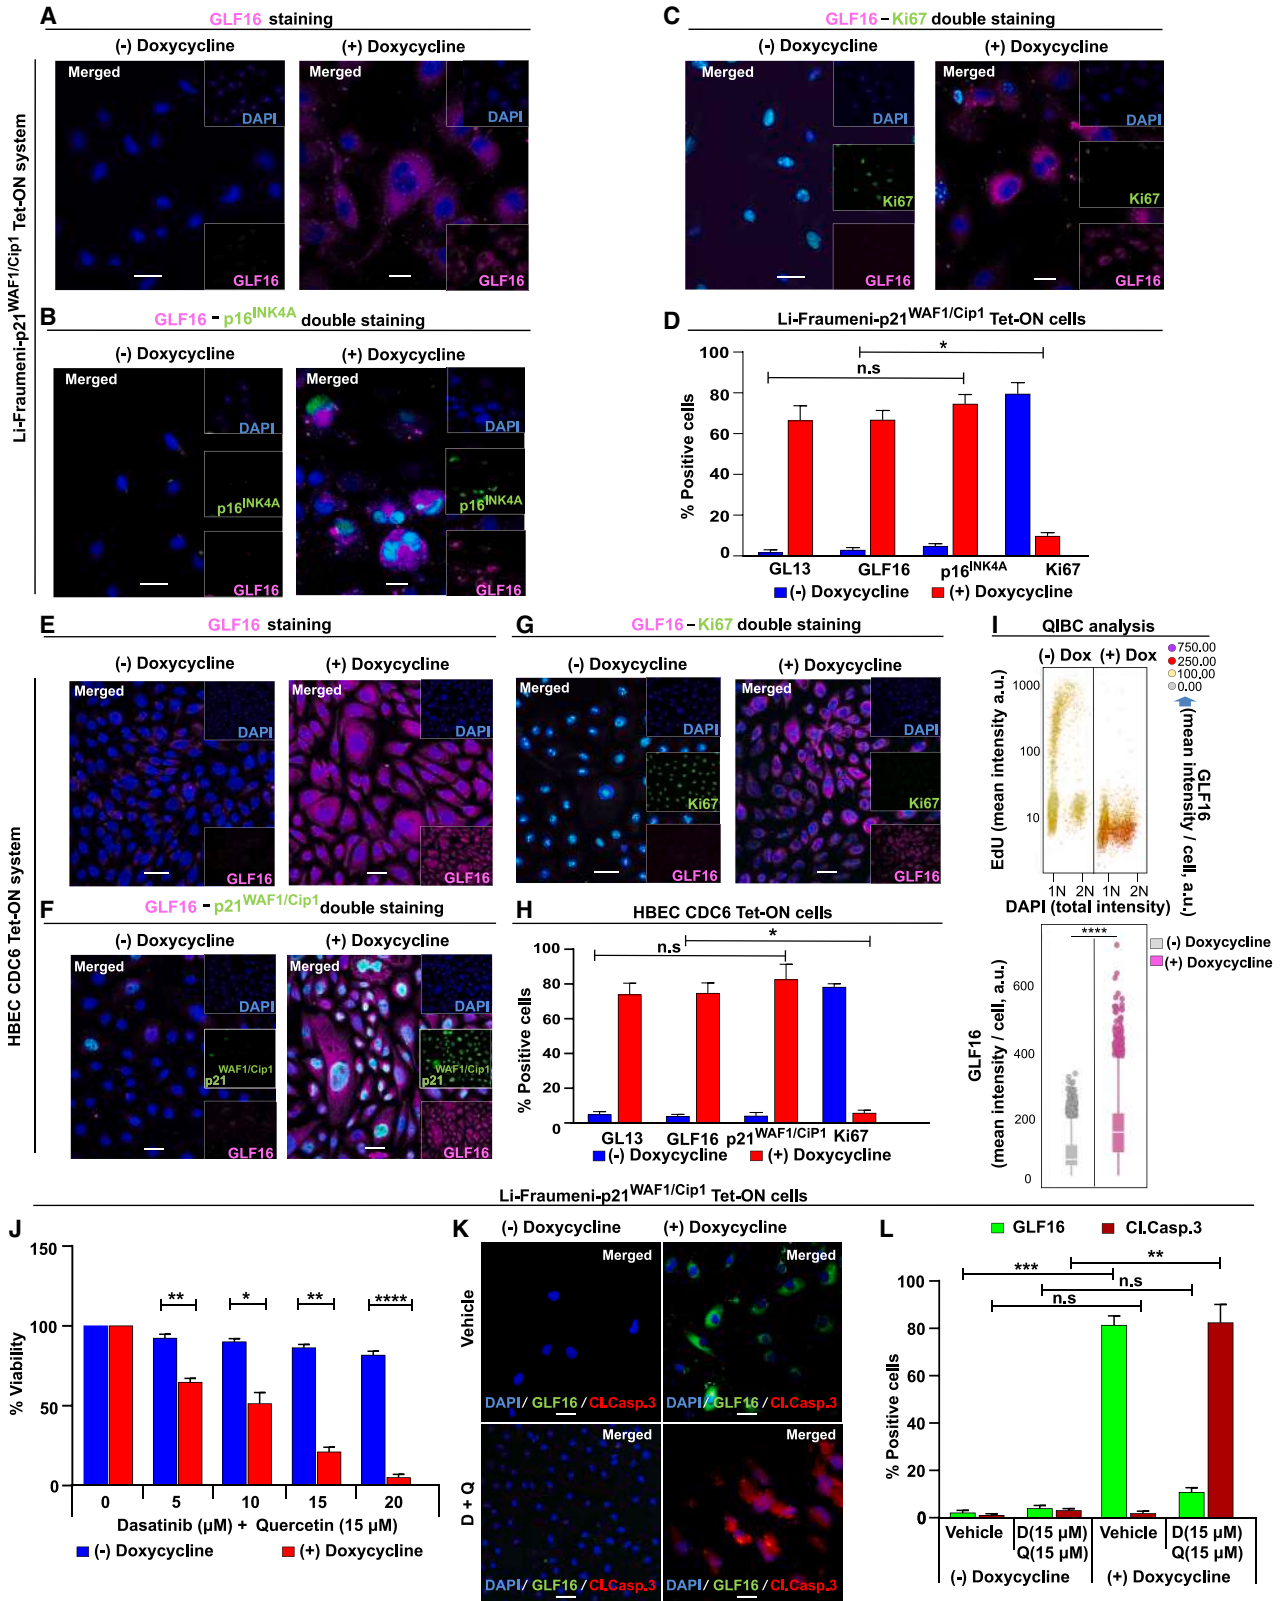 A
GLF16 staining
(-) Doxycycline
(+) Doxycycline
Merged
DAPI
GLF16
Merged
DAPI
GLF16
Li-Fraumeni-p21WAF1/Cip1 Tet-ON system
B
GLF16 - p16INK4A double staining
(-) Doxycycline
(+) Doxycycline
Merged
DAPI
p16INK4A
GLF16
Merged
DAPI
p16INK4A
GLF16
C
GLF16 - Ki67 double staining
(-) Doxycycline
(+) Doxycycline
Merged
DAPI
Ki67
GLF16
Merged
DAPI
Ki67
GLF16
D
Li-Fraumeni-p21WAF1/Cip1 Tet-ON cells
% Positive cells
100
80
60
40
20
0
*
n.s
GL13
GLF16
p16INK4A
Ki67
(-) Doxycycline
(+) Doxycycline
E
GLF16 staining
(-) Doxycycline
(+) Doxycycline
Merged
DAPI
GLF16
Merged
DAPI
GLF16
HBEC CDC6 Tet-ON system
F
GLF16 - p21WAF1/Cip1 double staining
(-) Doxycycline
(+) Doxycycline
Merged
DAPI
p21WAF1/Cip1
GLF16
Merged
DAPI
p21WAF1/Cip1
GLF16
G
GLF16 - Ki67 double staining
(-) Doxycycline
(+) Doxycycline
Merged
DAPI
Ki67
GLF16
Merged
DAPI
Ki67
GLF16
H
HBEC CDC6 Tet-ON cells
% Positive cells
100
80
60
40
20
0
n.s
*
GL13
GLF16
p21WAF1/CiP1
Ki67
(-) Doxycycline
(+) Doxycycline
I
QIBC analysis
(-) Dox
(+) Dox
750.00
250.00
100.00
0.00
GLF16
(mean intensity / cell, a.u.)
EdU (mean intensity a.u.)
1000
100
10
1N
2N
1N
2N
DAPI (total intensity)
****
(-) Doxycycline
(+) Doxycycline
GLF16
(mean intensity / cell, a.u.)
600
400
200
0
Li-Fraumeni-p21WAF1/Cip1 Tet-ON cells
J
% Viability
150
100
50
0
**
*
**
****
0
5
10
15
20
Dasatinib (µM) + Quercetin (15 µM)
(-) Doxycycline
(+) Doxycycline
K
(-) Doxycycline
(+) Doxycycline
Vehicle
Merged
DAPI/ GLF16 / Cl.Casp.3
Merged
DAPI/ GLF16 / Cl.Casp.3
D + Q
Merged
DAPI/ GLF16 / Cl.Casp.3
Merged
DAPI/ GLF16 / Cl.Casp.3
L
GLF16
Cl.Casp.3
% Positive cells
100
80
60
40
20
0
***
**
n.s
n.s
Vehicle
D(15 µM)
Q(15 µM)
Vehicle
D(15 µM)
Q(15 µM)
(-) Doxycycline
(+) Doxycycline